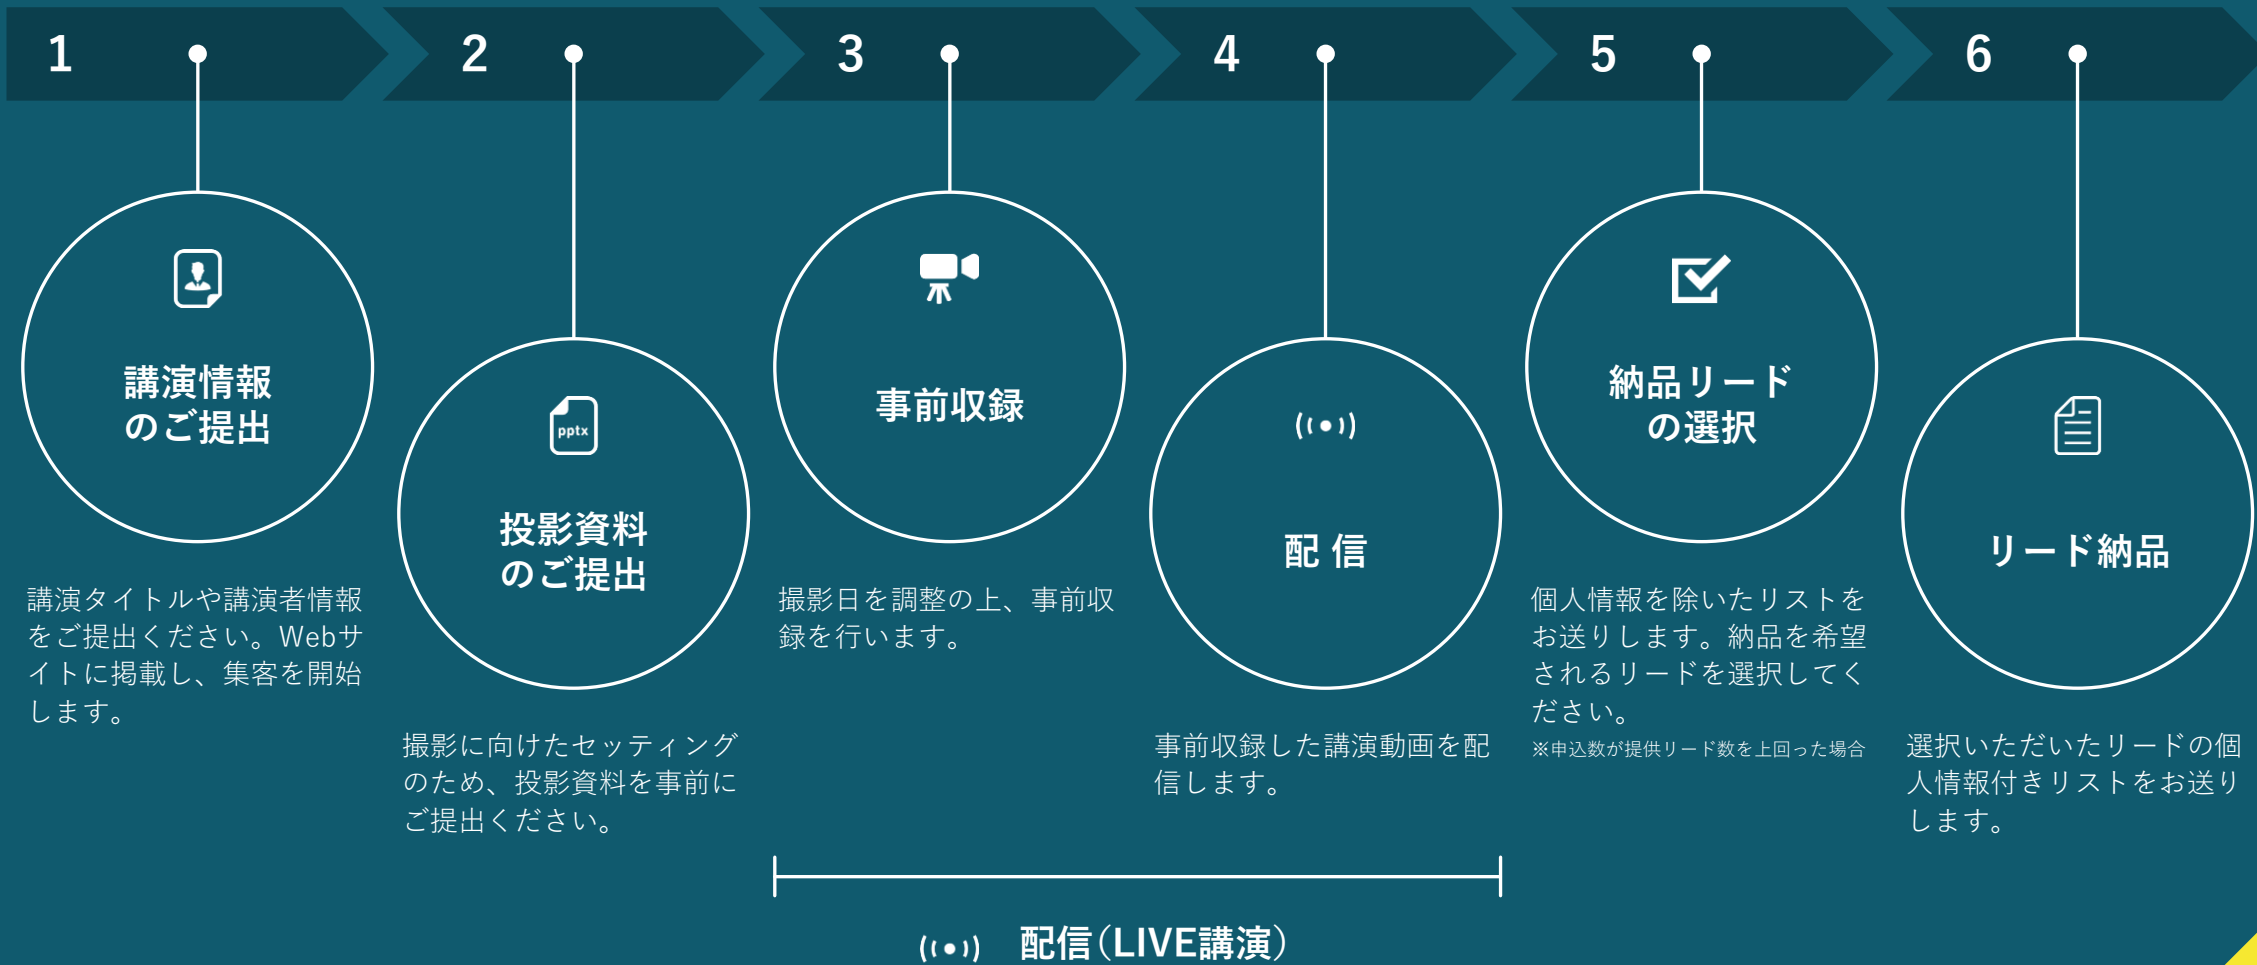 1
2
3
4
5
6
講演情報
のご提出
講演タイトルや講演者情報
をご提出ください。Webサ
イトに掲載し、集客を開始
します。
pptx
投影資料
のご提出
撮影に向けたセッティング
のため、投影資料を事前に
ご提出ください。
事前収録
撮影日を調整の上、事前収
録を行います。
配 信
事前収録した講演動画を配
信します。
納品リード
の選択
個人情報を除いたリストを
お送りします。納品を希望
されるリードを選択してく
ださい。
※申込数が提供リード数を上回った場合
リード納品
選択いただいたリードの個
人情報付きリストをお送り
します。
配信(LIVE講演)